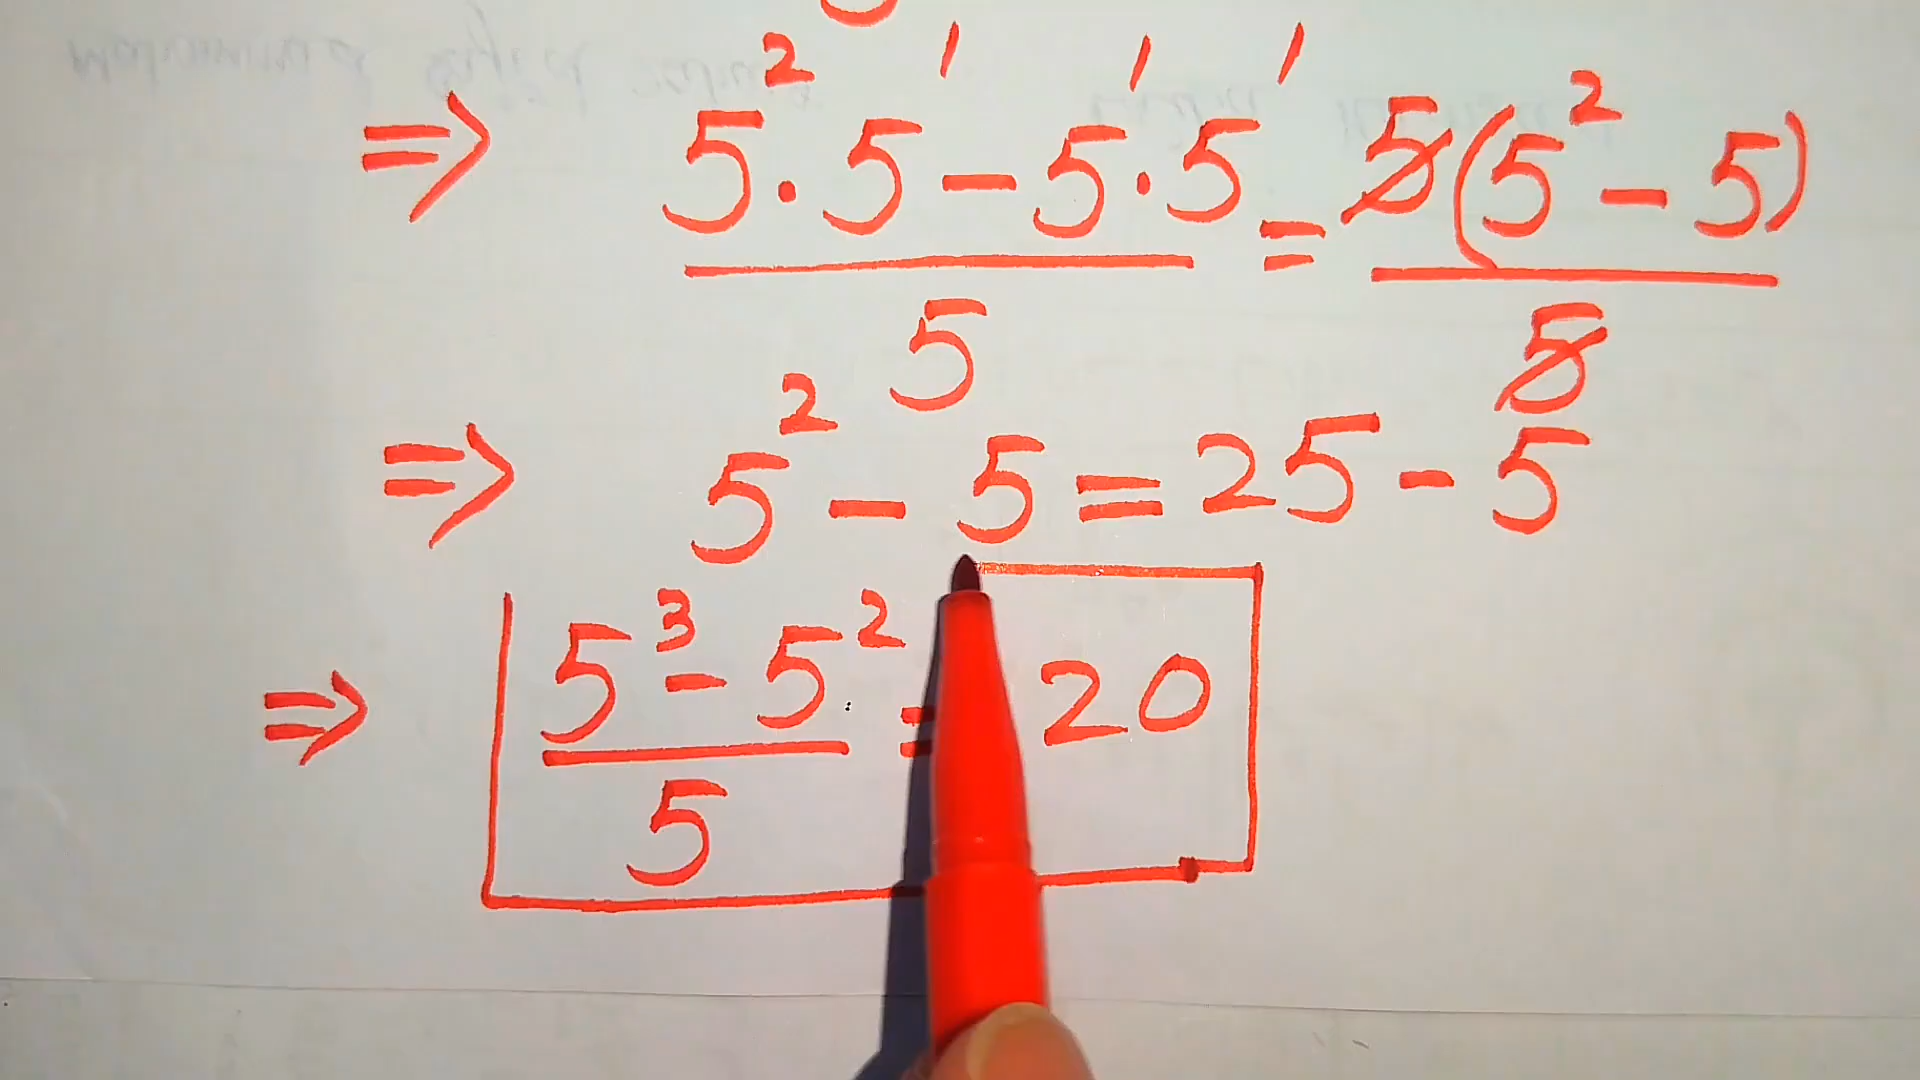 ⇒ 5²·5¹ − 5¹·5¹ / 5 = 5(5² − 5) / 5
⇒ 5² − 5 = 25 − 5
⇒ 5³ − 5² / 5 = 20